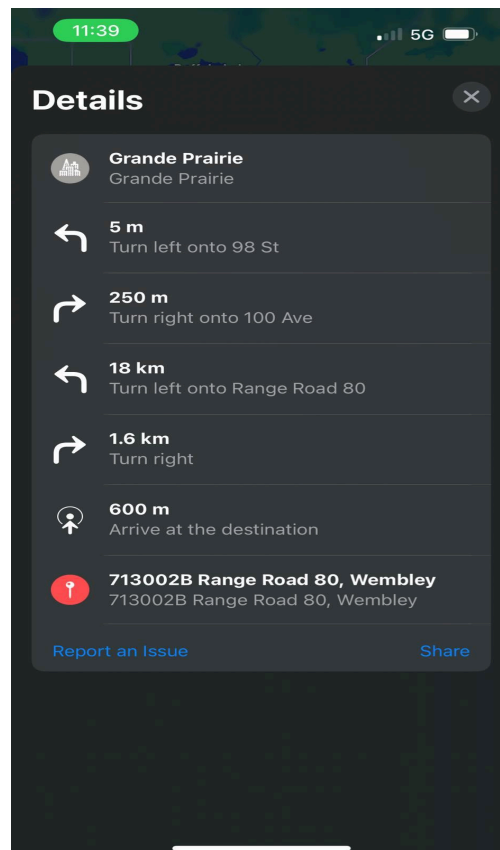 11:39
5G
Details
Grande Prairie
Grande Prairie
5 m
Turn left onto 98 St
250 m
Turn right onto 100 Ave
18 km
Turn left onto Range Road 80
1.6 km
Turn right
600 m
Arrive at the destination
713002B Range Road 80, Wembley
713002B Range Road 80, Wembley
Report an Issue
Share